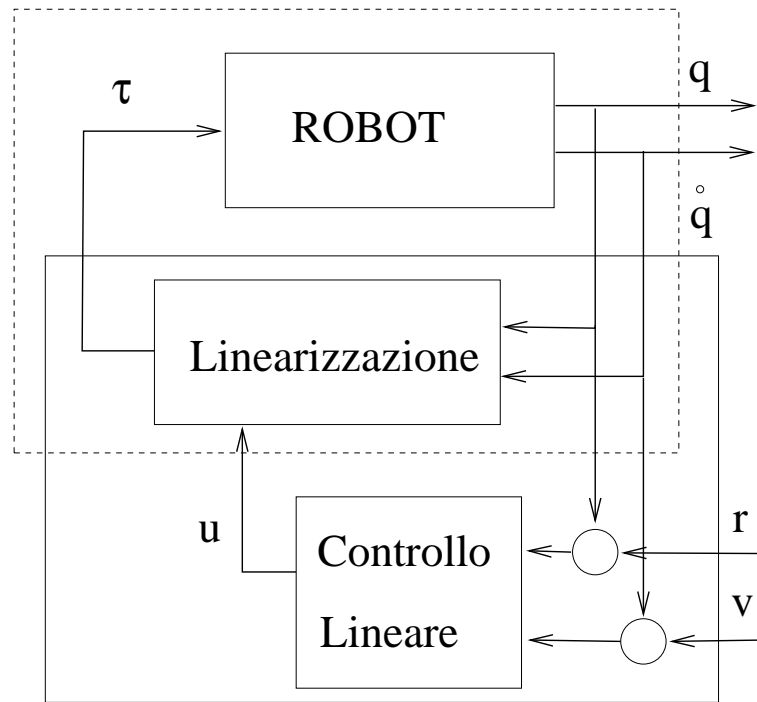 τ
ROBOT
q
q̊
Linearizzazione
u
Controllo
Lineare
r
v